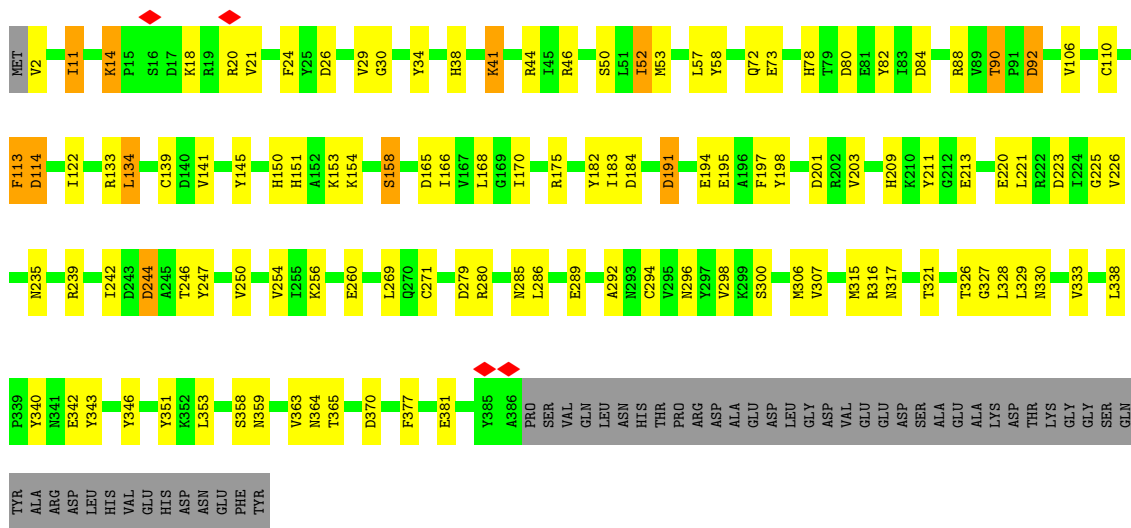 MET V2 I11 K14 P15 S16 D17 K18 R19 R20 V21 F24 Y25 D26 V29 G30 Y34 H38 K41 R44 I45 R46 S50 L51 I52 M53 L57 Y58 Q72 E73 H78 T79 D80 E81 Y82 I83 D84 R88 V89 T90 P91 D92 V106 C110
F113 D114 I122 R133 L134 C139 D140 V141 Y145 H150 H151 A152 K153 K154 S158 D165 I166 V167 L168 G169 I170 R175 Y182 I183 D184 D191 E194 E195 A196 F197 Y198 D201 R202 V203 H209 K210 Y211 G212 E213 E220 L221 R222 D223 I224 G225 V226
N235 R239 I242 D243 D244 A245 T246 Y247 V250 V254 I255 K256 E260 L269 Q270 C271 D279 R280 N285 L286 E289 A292 N293 C294 V295 N296 Y297 V298 K299 S300 M306 V307 M315 R316 N317 T321 T326 G327 L328 L329 N330 V333 L338
P339 Y340 N341 E342 Y343 Y346 Y351 K352 L353 S358 N359 V363 N364 T365 D370 F377 E381 Y385 A386 PRO SER VAL GLN LEU ASN HIS THR PRO ARG ASP ALA GLU ASP LEU GLY ASP VAL GLU GLU ASP SER ALA GLU ALA LYS ASP THR LYS GLY GLY SER GLN
TYR ALA ARG ASP LEU HIS VAL GLU HIS ASP ASN GLU PHE TYR